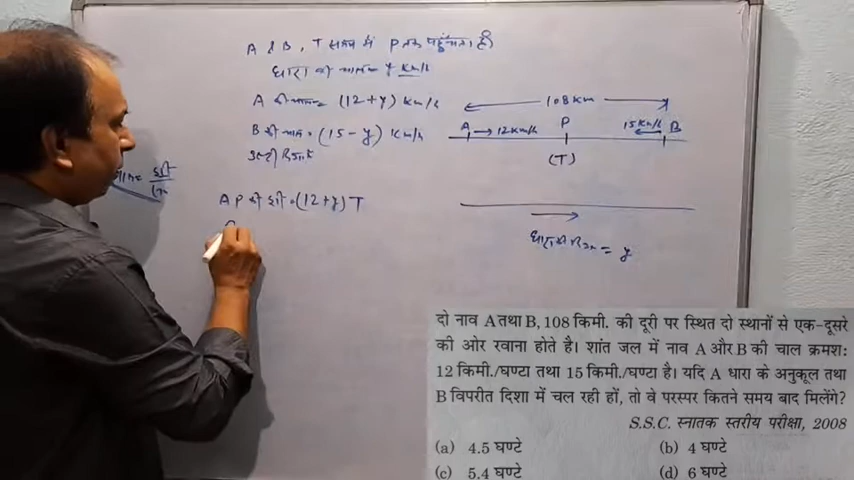 A & B, T समय में P तक पहुंचता है
धारा की चाल = y km/h
A की चाल = (12+y) km/h
B की चाल = (15-y) km/h
AP की दूरी = (12+y) T
108 km
A → 12 km/h
P
15 km/h B
(T)
= y
दो नाव A तथा B, 108 किमी. की दूरी पर स्थित दो स्थानों से एक-दूसरे
की ओर रवाना होते है। शांत जल में नाव A और B की चाल क्रमशः
12 किमी./घण्टा तथा 15 किमी./घण्टा है। यदि A धारा के अनुकूल तथा
B विपरीत दिशा में चल रही हों, तो वे परस्पर कितने समय बाद मिलेंगे?
S.S.C. स्नातक स्तरीय परीक्षा, 2008
(a) 4.5 घण्टे (b) 4 घण्टे
(c) 5.4 घण्टे (d) 6 घण्टे